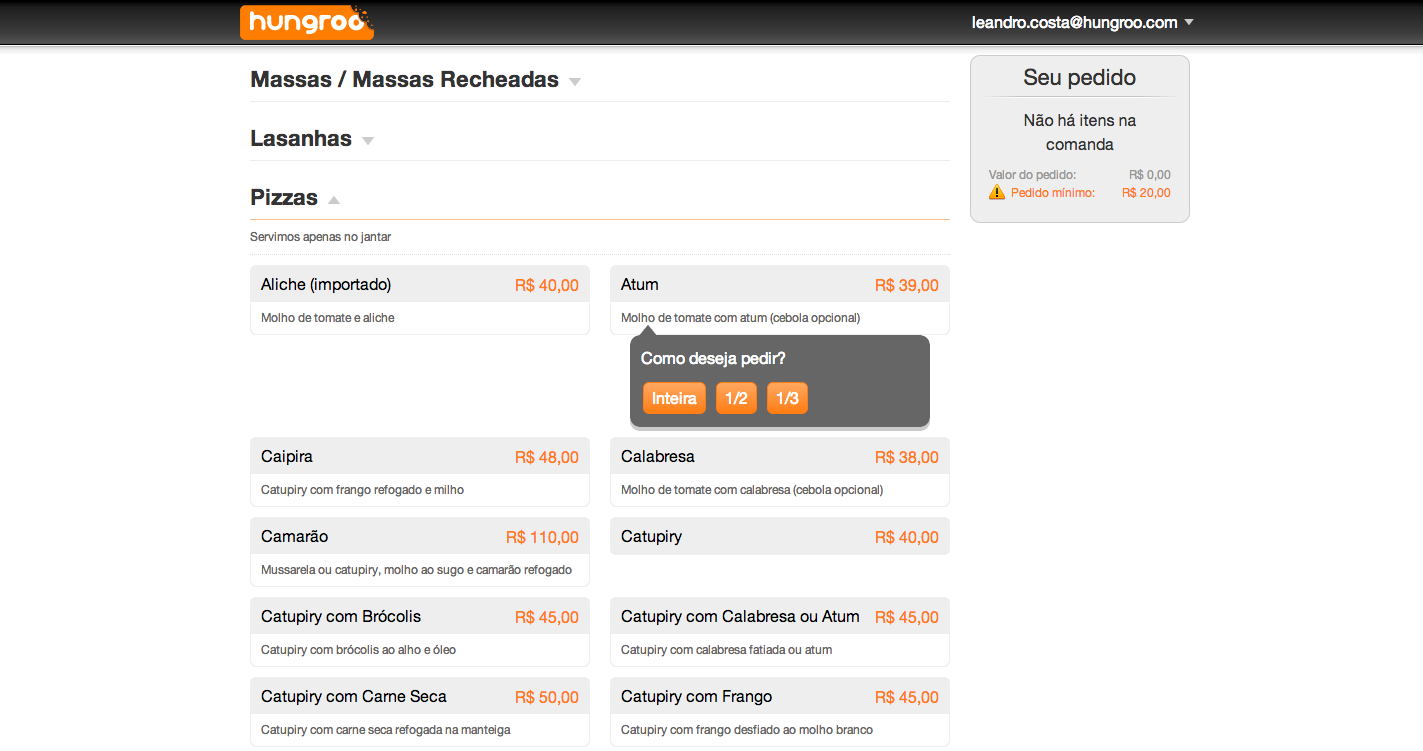 hungroo
leandro.costa@hungroo.com
Massas / Massas Recheadas
Lasanhas
Pizzas
Servimos apenas no jantar
Aliche (importado) R$ 40,00
Molho de tomate e aliche
Atum R$ 39,00
Molho de tomate com atum (cebola opcional)
Como deseja pedir?
Inteira 1/2 1/3
Caipira R$ 48,00
Catupiry com frango refogado e milho
Calabresa R$ 38,00
Molho de tomate com calabresa (cebola opcional)
Camarão R$ 110,00
Mussarela ou catupiry, molho ao sugo e camarão refogado
Catupiry R$ 40,00
Catupiry com Brócolis R$ 45,00
Catupiry com brócolis ao alho e óleo
Catupiry com Calabresa ou Atum R$ 45,00
Catupiry com calabresa fatiada ou atum
Catupiry com Carne Seca R$ 50,00
Catupiry com carne seca refogada na manteiga
Catupiry com Frango R$ 45,00
Catupiry com frango desfiado ao molho branco
Seu pedido
Não há itens na
comanda
Valor do pedido: R$ 0,00
Pedido mínimo: R$ 20,00